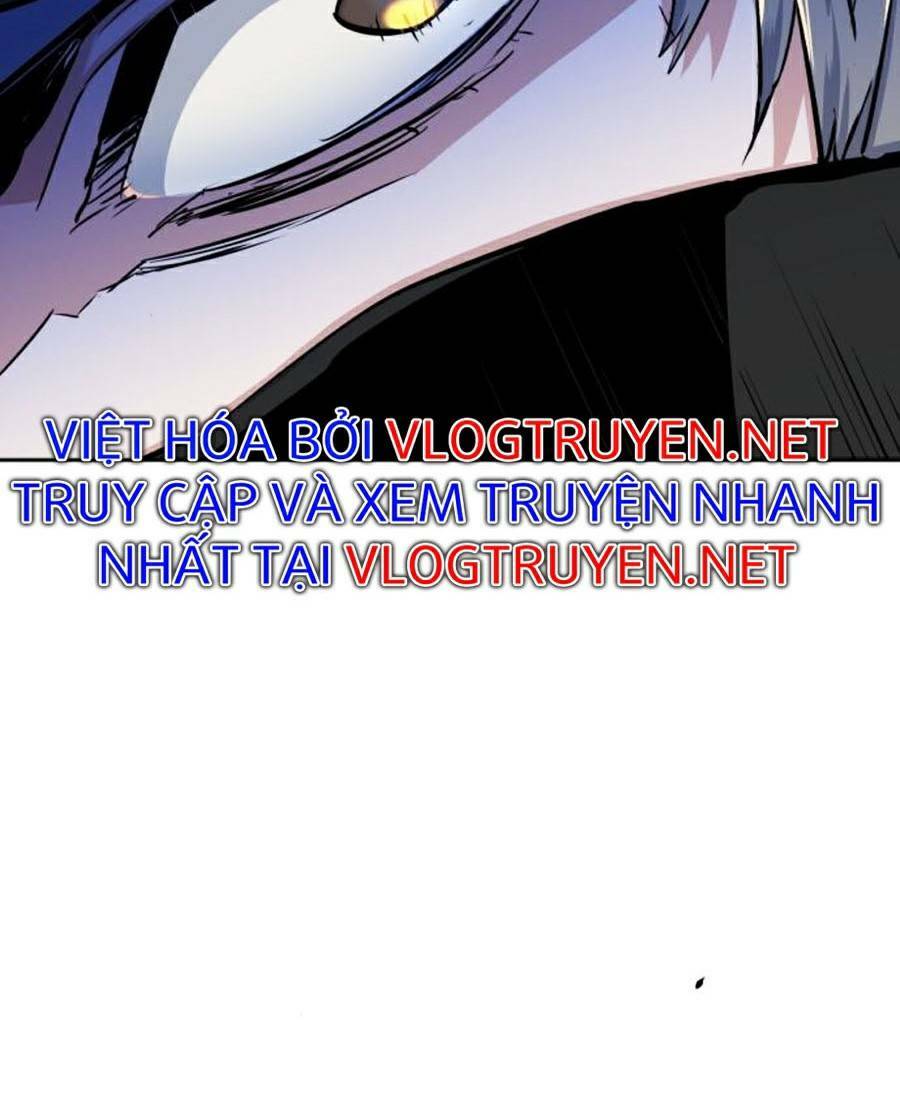 VIỆT HÓA BỞI VLOGTRUYEN.NET
TRUY CẬP VÀ XEM TRUYỆN NHANH
NHẤT TẠI VLOGTRUYEN.NET